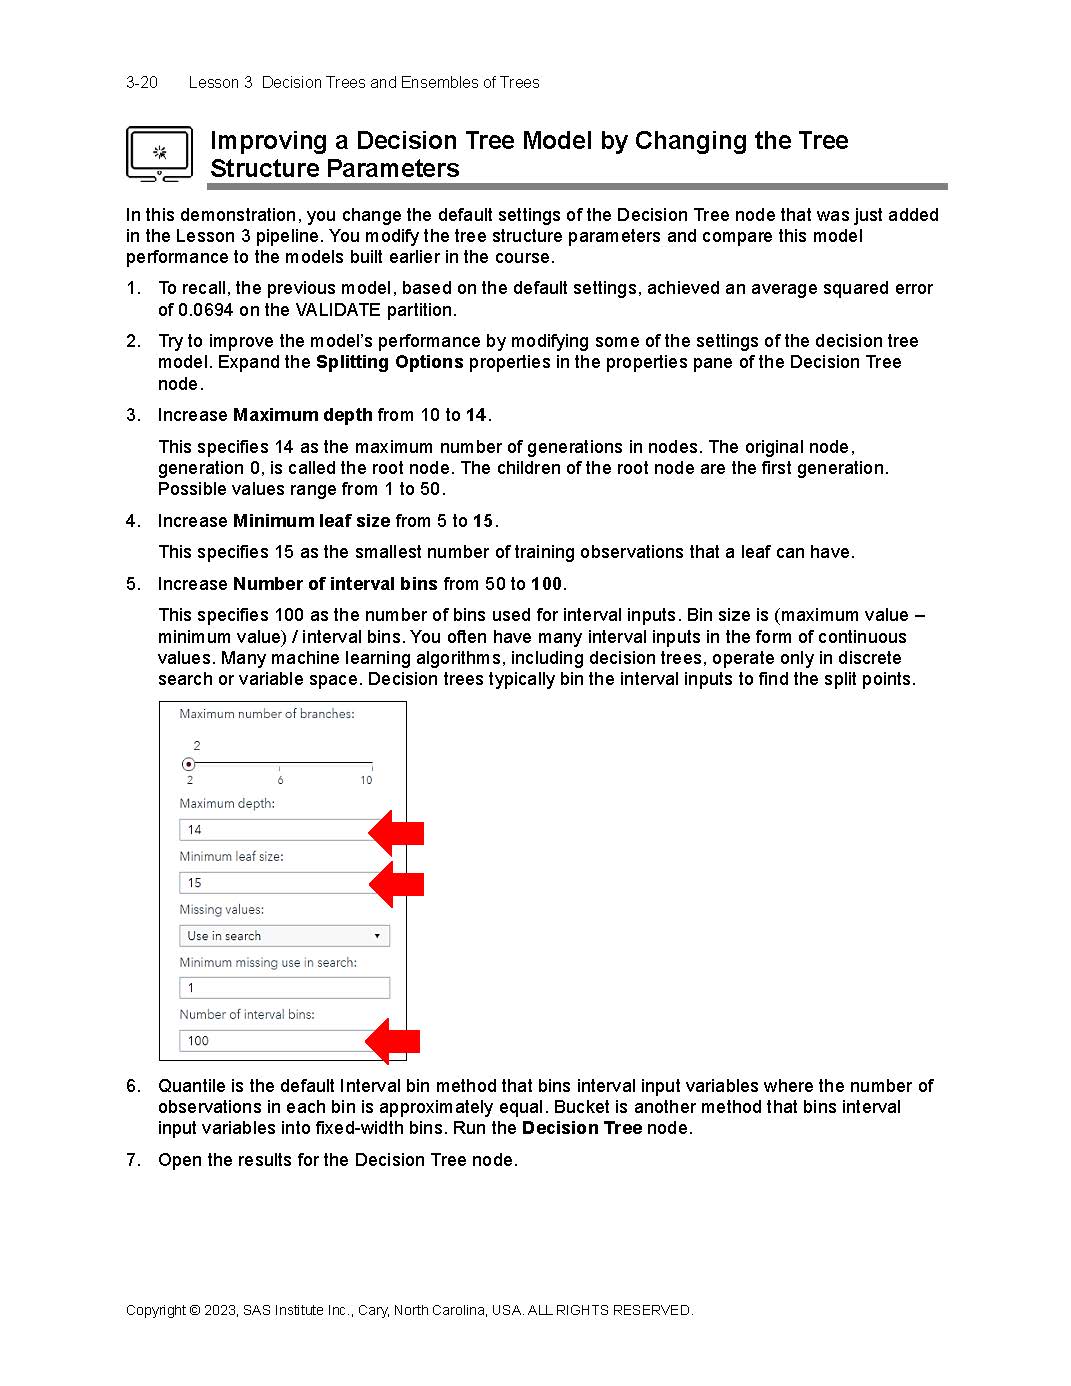 3-20 Lesson 3 Decision Trees and Ensembles of Trees
Improving a Decision Tree Model by Changing the Tree
Structure Parameters
In this demonstration, you change the default settings of the Decision Tree node that was just added
in the Lesson 3 pipeline. You modify the tree structure parameters and compare this model
performance to the models built earlier in the course.
1. To recall, the previous model, based on the default settings, achieved an average squared error
of 0.0694 on the VALIDATE partition.
2. Try to improve the model's performance by modifying some of the settings of the decision tree
model. Expand the Splitting Options properties in the properties pane of the Decision Tree
node.
3. Increase Maximum depth from 10 to 14.
This specifies 14 as the maximum number of generations in nodes. The original node,
generation 0, is called the root node. The children of the root node are the first generation.
Possible values range from 1 to 50.
4. Increase Minimum leaf size from 5 to 15.
This specifies 15 as the smallest number of training observations that a leaf can have.
5. Increase Number of interval bins from 50 to 100.
This specifies 100 as the number of bins used for interval inputs. Bin size is (maximum value –
minimum value) / interval bins. You often have many interval inputs in the form of continuous
values. Many machine learning algorithms, including decision trees, operate only in discrete
search or variable space. Decision trees typically bin the interval inputs to find the split points.
Maximum number of branches:
2
2 6 10
Maximum depth:
14
Minimum leaf size:
15
Missing values:
Use in search
Minimum missing use in search:
1
Number of interval bins:
100
6. Quantile is the default Interval bin method that bins interval input variables where the number of
observations in each bin is approximately equal. Bucket is another method that bins interval
input variables into fixed-width bins. Run the Decision Tree node.
7. Open the results for the Decision Tree node.
Copyright © 2023, SAS Institute Inc., Cary, North Carolina, USA. ALL RIGHTS RESERVED.